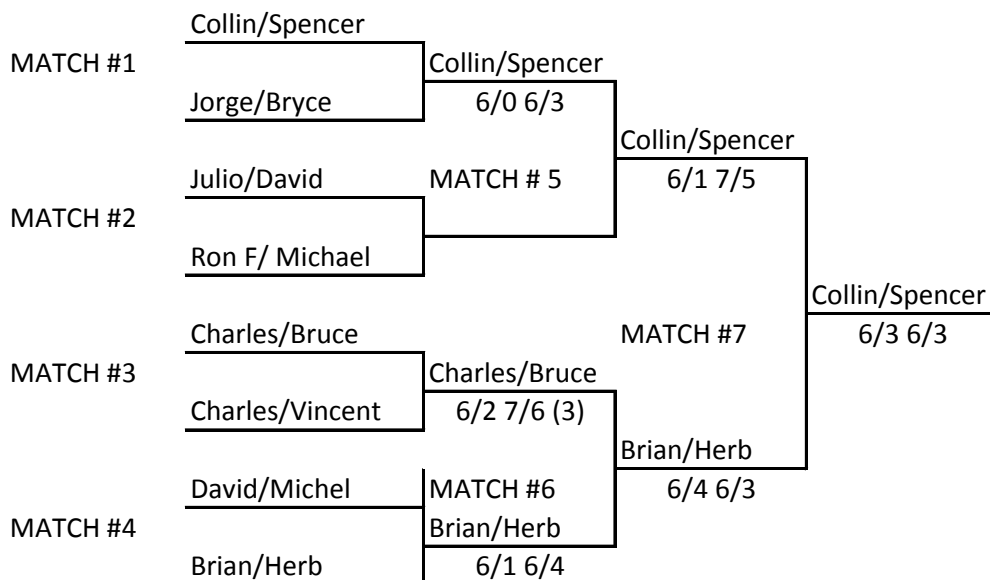 Collin/Spencer
MATCH #1
Collin/Spencer
Jorge/Bryce
6/0 6/3
Collin/Spencer
Julio/David
MATCH # 5
6/1 7/5
MATCH #2
Ron F/ Michael
Collin/Spencer
Charles/Bruce
MATCH #7
6/3 6/3
MATCH #3
Charles/Bruce
Charles/Vincent
6/2 7/6 (3)
Brian/Herb
David/Michel
MATCH #6
6/4 6/3
MATCH #4
Brian/Herb
Brian/Herb
6/1 6/4